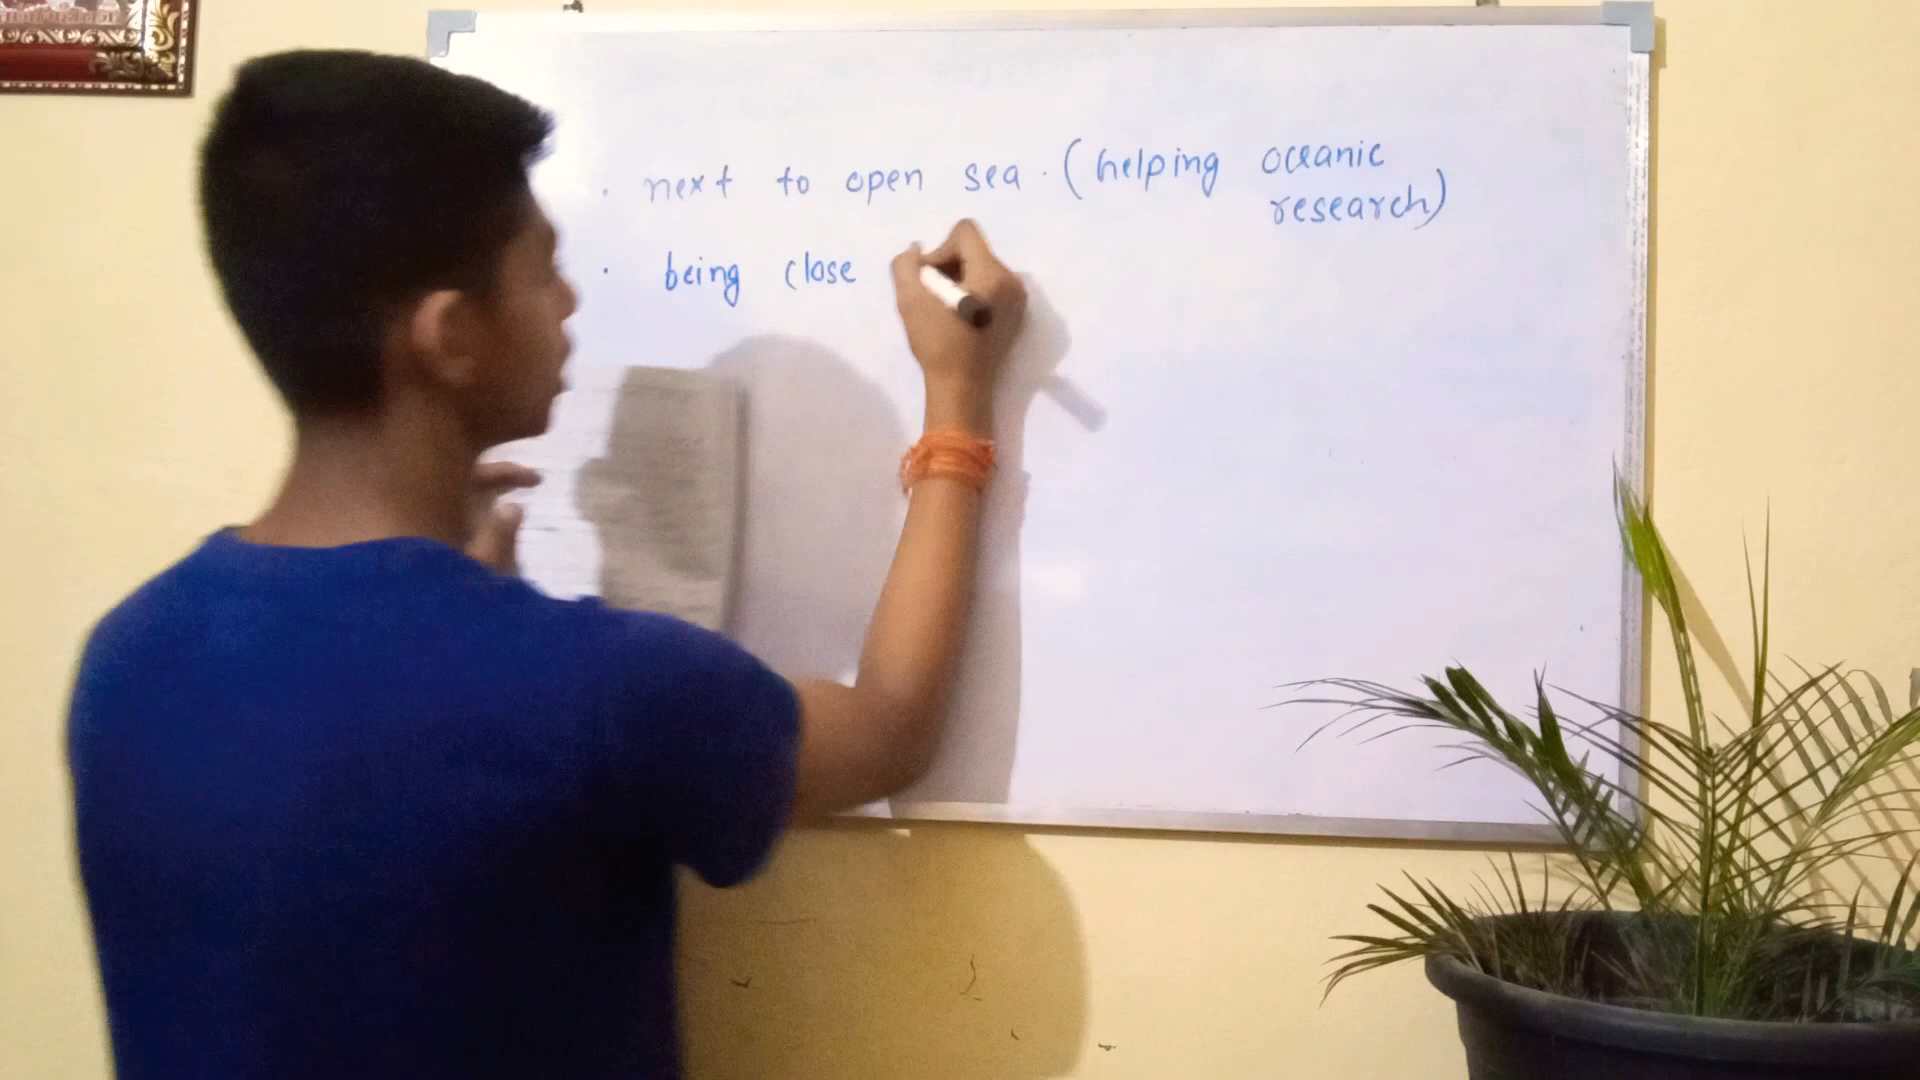 · next to open sea. (helping oceanic
research)
· being close